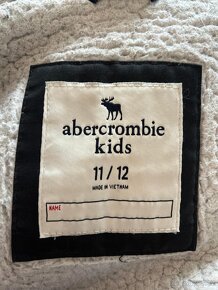 abercrombie
kids
11 / 12
MADE IN VIETNAM
NAME